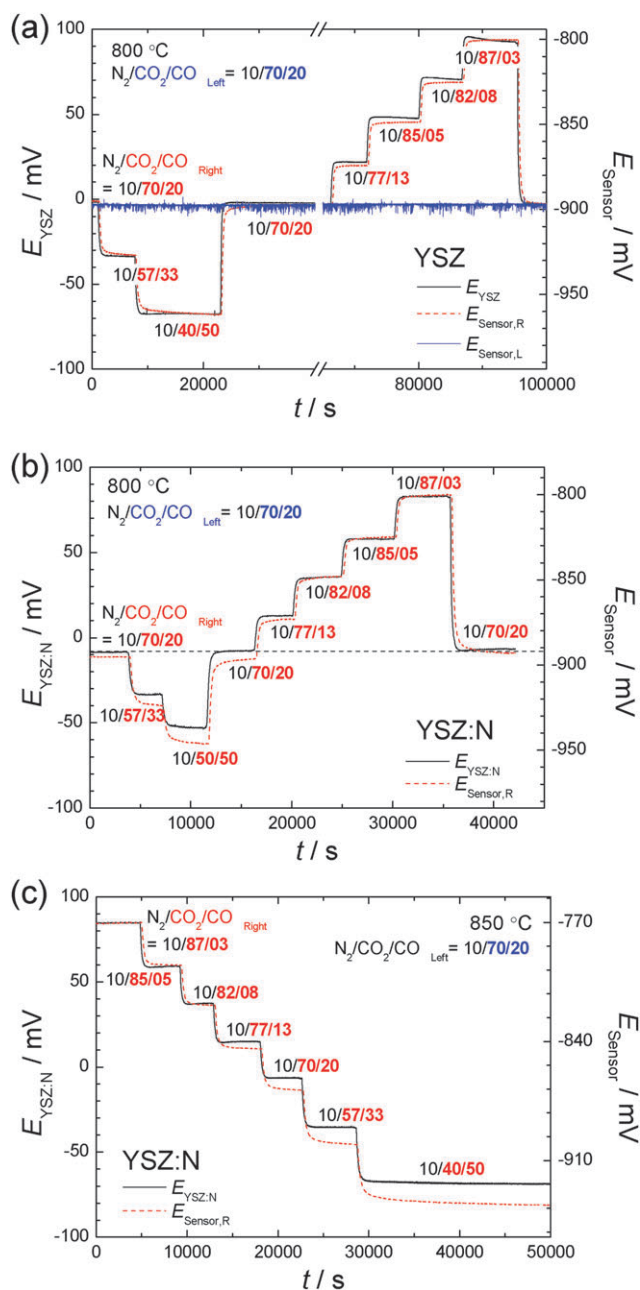 (a)
800 °C
N2/CO2/CO Left = 10/70/20
N2/CO2/CO Right
= 10/70/20
10/57/33
10/40/50
10/70/20
10/77/13
10/85/05
10/82/08
10/87/03
YSZ
EYSZ
ESensor,R
ESensor,L
EYSZ / mV
100
50
0
-50
-100
ESensor / mV
-800
-850
-900
-960
0
20000
80000
100000
t / s
(b)
800 °C
N2/CO2/CO Left = 10/70/20
N2/CO2/CO Right
= 10/70/20
10/57/33
10/50/50
10/70/20
10/77/13
10/82/08
10/85/05
10/87/03
10/70/20
YSZ:N
EYSZ:N
ESensor,R
EYSZ:N / mV
100
50
0
-50
-100
ESensor / mV
-800
-850
-900
-950
0
10000
20000
30000
40000
t / s
(c)
N2/CO2/CO Right
= 10/87/03
850 °C
N2/CO2/CO Left = 10/70/20
10/85/05
10/82/08
10/77/13
10/70/20
10/57/33
10/40/50
YSZ:N
EYSZ:N
ESensor,R
EYSZ:N / mV
100
50
0
-50
-100
ESensor / mV
-770
-840
-910
0
10000
20000
30000
40000
50000
t / s